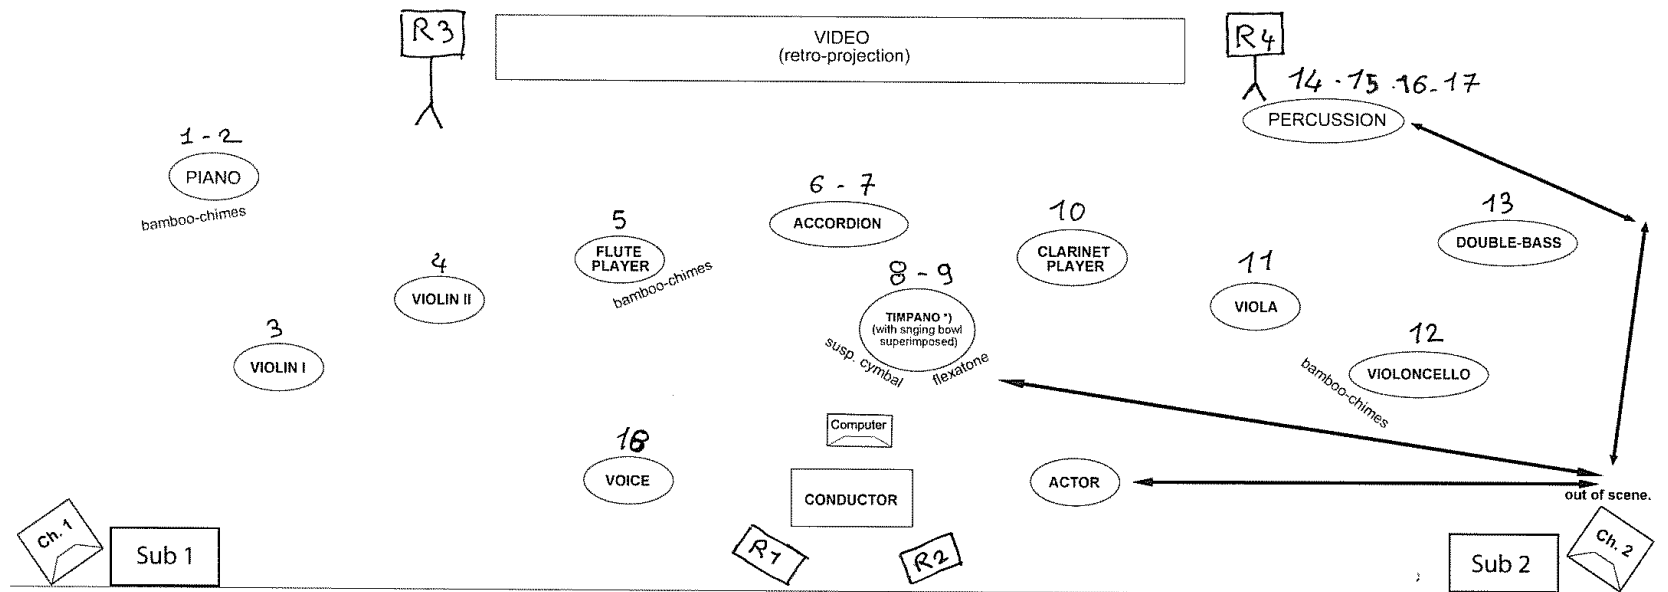 R3
VIDEO
(retro-projection)
R4
14 - 15 - 16 - 17
PERCUSSION
1 - 2
PIANO
bamboo-chimes
6 - 7
ACCORDION
5
FLUTE
PLAYER
bamboo-chimes
10
CLARINET
PLAYER
13
DOUBLE-BASS
4
VIOLIN II
8 - 9
TIMPANO *)
(with snging bowl
superimposed)
susp. cymbal
flexatone
11
VIOLA
3
VIOLIN I
12
VIOLONCELLO
bamboo-chimes
Computer
18
VOICE
CONDUCTOR
ACTOR
out of scene.
Ch. 1
Sub 1
R1
R2
Sub 2
Ch. 2